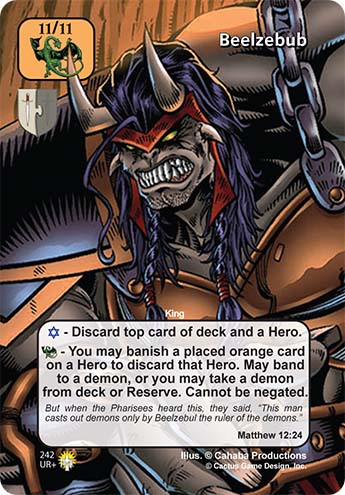 11/11
Beelzebub
King
- Discard top card of deck and a Hero.
- You may banish a placed orange card
on a Hero to discard that Hero. May band
to a demon, or you may take a demon
from deck or Reserve. Cannot be negated.
But when the Pharisees heard this, they said, “This man
casts out demons only by Beelzebul the ruler of the demons.”
Matthew 12:24
242
UR+
Illus. © Cahaba Productions
© Cactus Game Design, Inc.